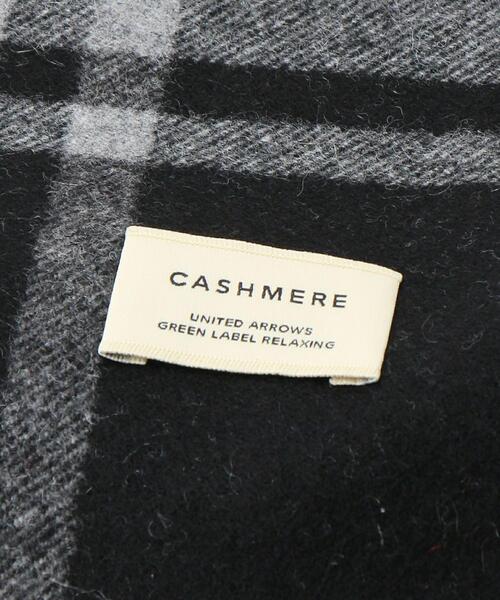 CASHMERE
UNITED ARROWS
GREEN LABEL RELAXING